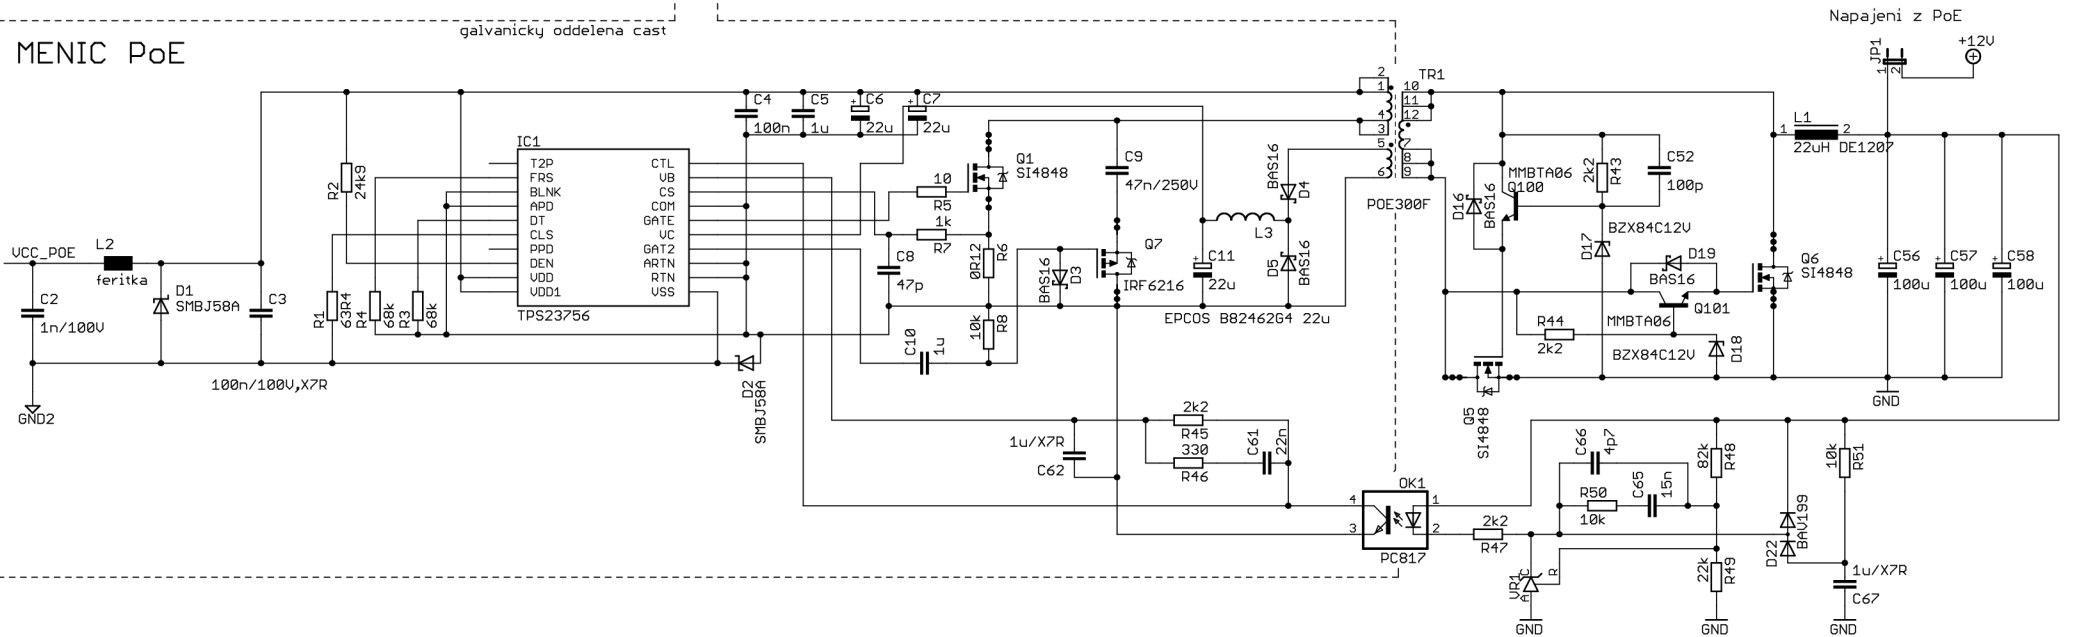 Napajeni z PoE
galvanicky oddelena cast
MENIC PoE
+12V
JP1
1
2
2
1
4
3
5
6
TR1
10
11
12
7
8
9
POE300F
C4
100n
C5
1u
C6
22u
C7
22u
L1
1
2
22uH DE1207
IC1
T2P
FRS
BLNK
APD
DT
CLS
PPD
DEN
VDD
VDD1
CTL
VB
CS
COM
GATE
VC
GAT2
ARTN
RTN
VSS
TPS23756
R2
24k9
Q1
SI4848
10
R5
1k
R7
C9
47n/250V
BAS16
D4
L3
D5
BAS16
EPCOS B82462G4 22u
C11
22u
Q7
IRF6216
BAS16
D3
0R12
R6
10k
R8
C8
47p
C10
1u
VCC_POE
L2
feritka
C2
1n/100V
D1
SMBJ58A
C3
100n/100V,X7R
R1
63R4
R4
68k
R3
68k
GND2
D2
SMBJ58A
D16
BAS16
MMBTA06
Q100
2k2
R43
C52
100p
BZX84C12V
D17
D19
BAS16
Q101
MMBTA06
R44
2k2
BZX84C12V
D18
Q6
SI4848
C56
100u
C57
100u
C58
100u
GND
Q5
SI4848
2k2
R45
330
R46
C61
22n
1u/X7R
C62
OK1
4
3
1
2
PC817
2k2
R47
C66
4p7
R50
10k
C65
15n
82k
R48
22k
R49
10k
R51
BAV199
D22
1u/X7R
C67
VR1
C
A
R
GND
GND
GND